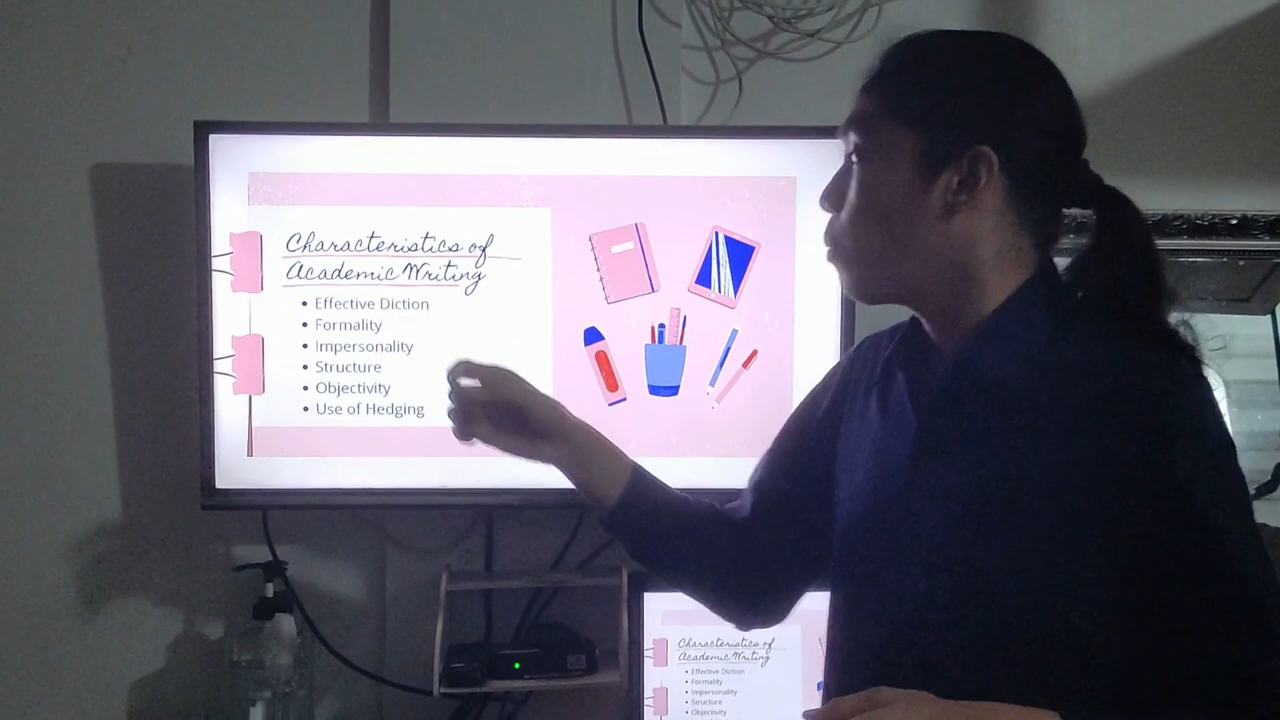 Characteristics of
Academic Writing
• Effective Diction
• Formality
• Impersonality
• Structure
• Objectivity
• Use of Hedging
Characteristics of
Academic Writing
• Effective Diction
• Formality
• Impersonality
• Structure
• Objectivity